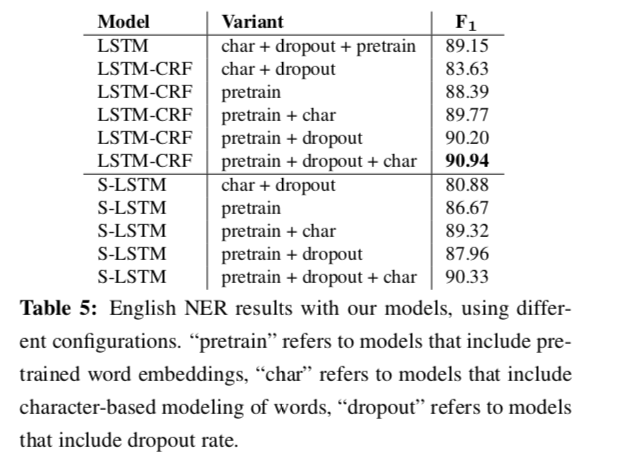 Model Variant F1
LSTM char + dropout + pretrain 89.15
LSTM-CRF char + dropout 83.63
LSTM-CRF pretrain 88.39
LSTM-CRF pretrain + char 89.77
LSTM-CRF pretrain + dropout 90.20
LSTM-CRF pretrain + dropout + char 90.94
S-LSTM char + dropout 80.88
S-LSTM pretrain 86.67
S-LSTM pretrain + char 89.32
S-LSTM pretrain + dropout 87.96
S-LSTM pretrain + dropout + char 90.33
Table 5: English NER results with our models, using differ-
ent configurations. “pretrain” refers to models that include pre-
trained word embeddings, “char” refers to models that include
character-based modeling of words, “dropout” refers to models
that include dropout rate.